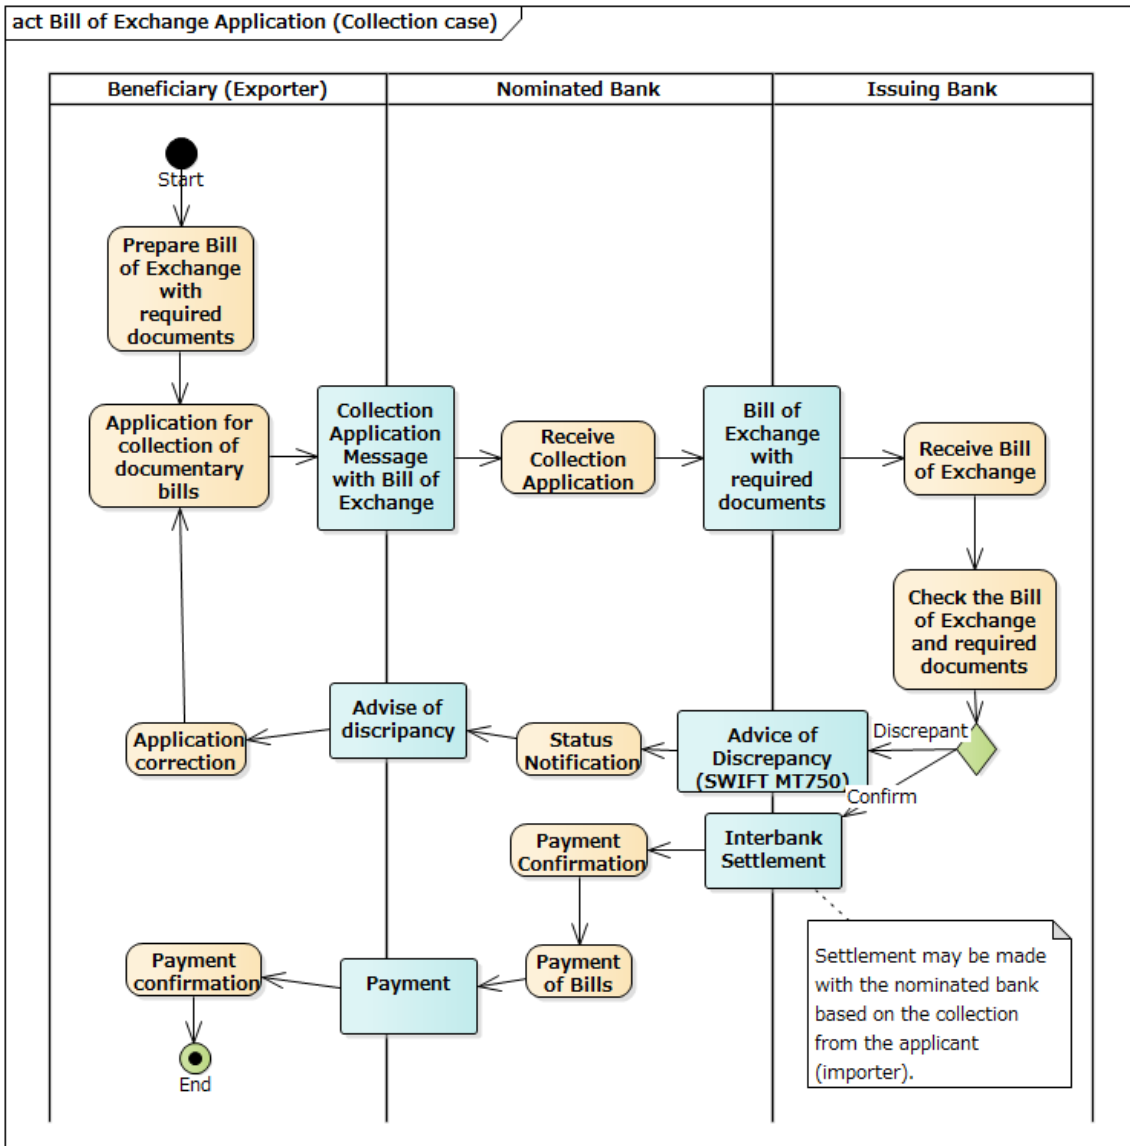 act Bill of Exchange Application (Collection case)
Beneficiary (Exporter)
Nominated Bank
Issuing Bank
Start
Prepare Bill
of Exchange
with
required
documents
Application for
collection of
documentary
bills
Collection
Application
Message
with Bill of
Exchange
Receive
Collection
Application
Bill of
Exchange
with
required
documents
Receive Bill
of Exchange
Check the Bill
of Exchange
and required
documents
Discrepant
Confirm
Advice of
Discrepancy
(SWIFT MT750)
Status
Notification
Advise of
discripancy
Application
correction
Interbank
Settlement
Payment
Confirmation
Payment
of Bills
Payment
Payment
confirmation
End
Settlement may be made
with the nominated bank
based on the collection
from the applicant
(importer).